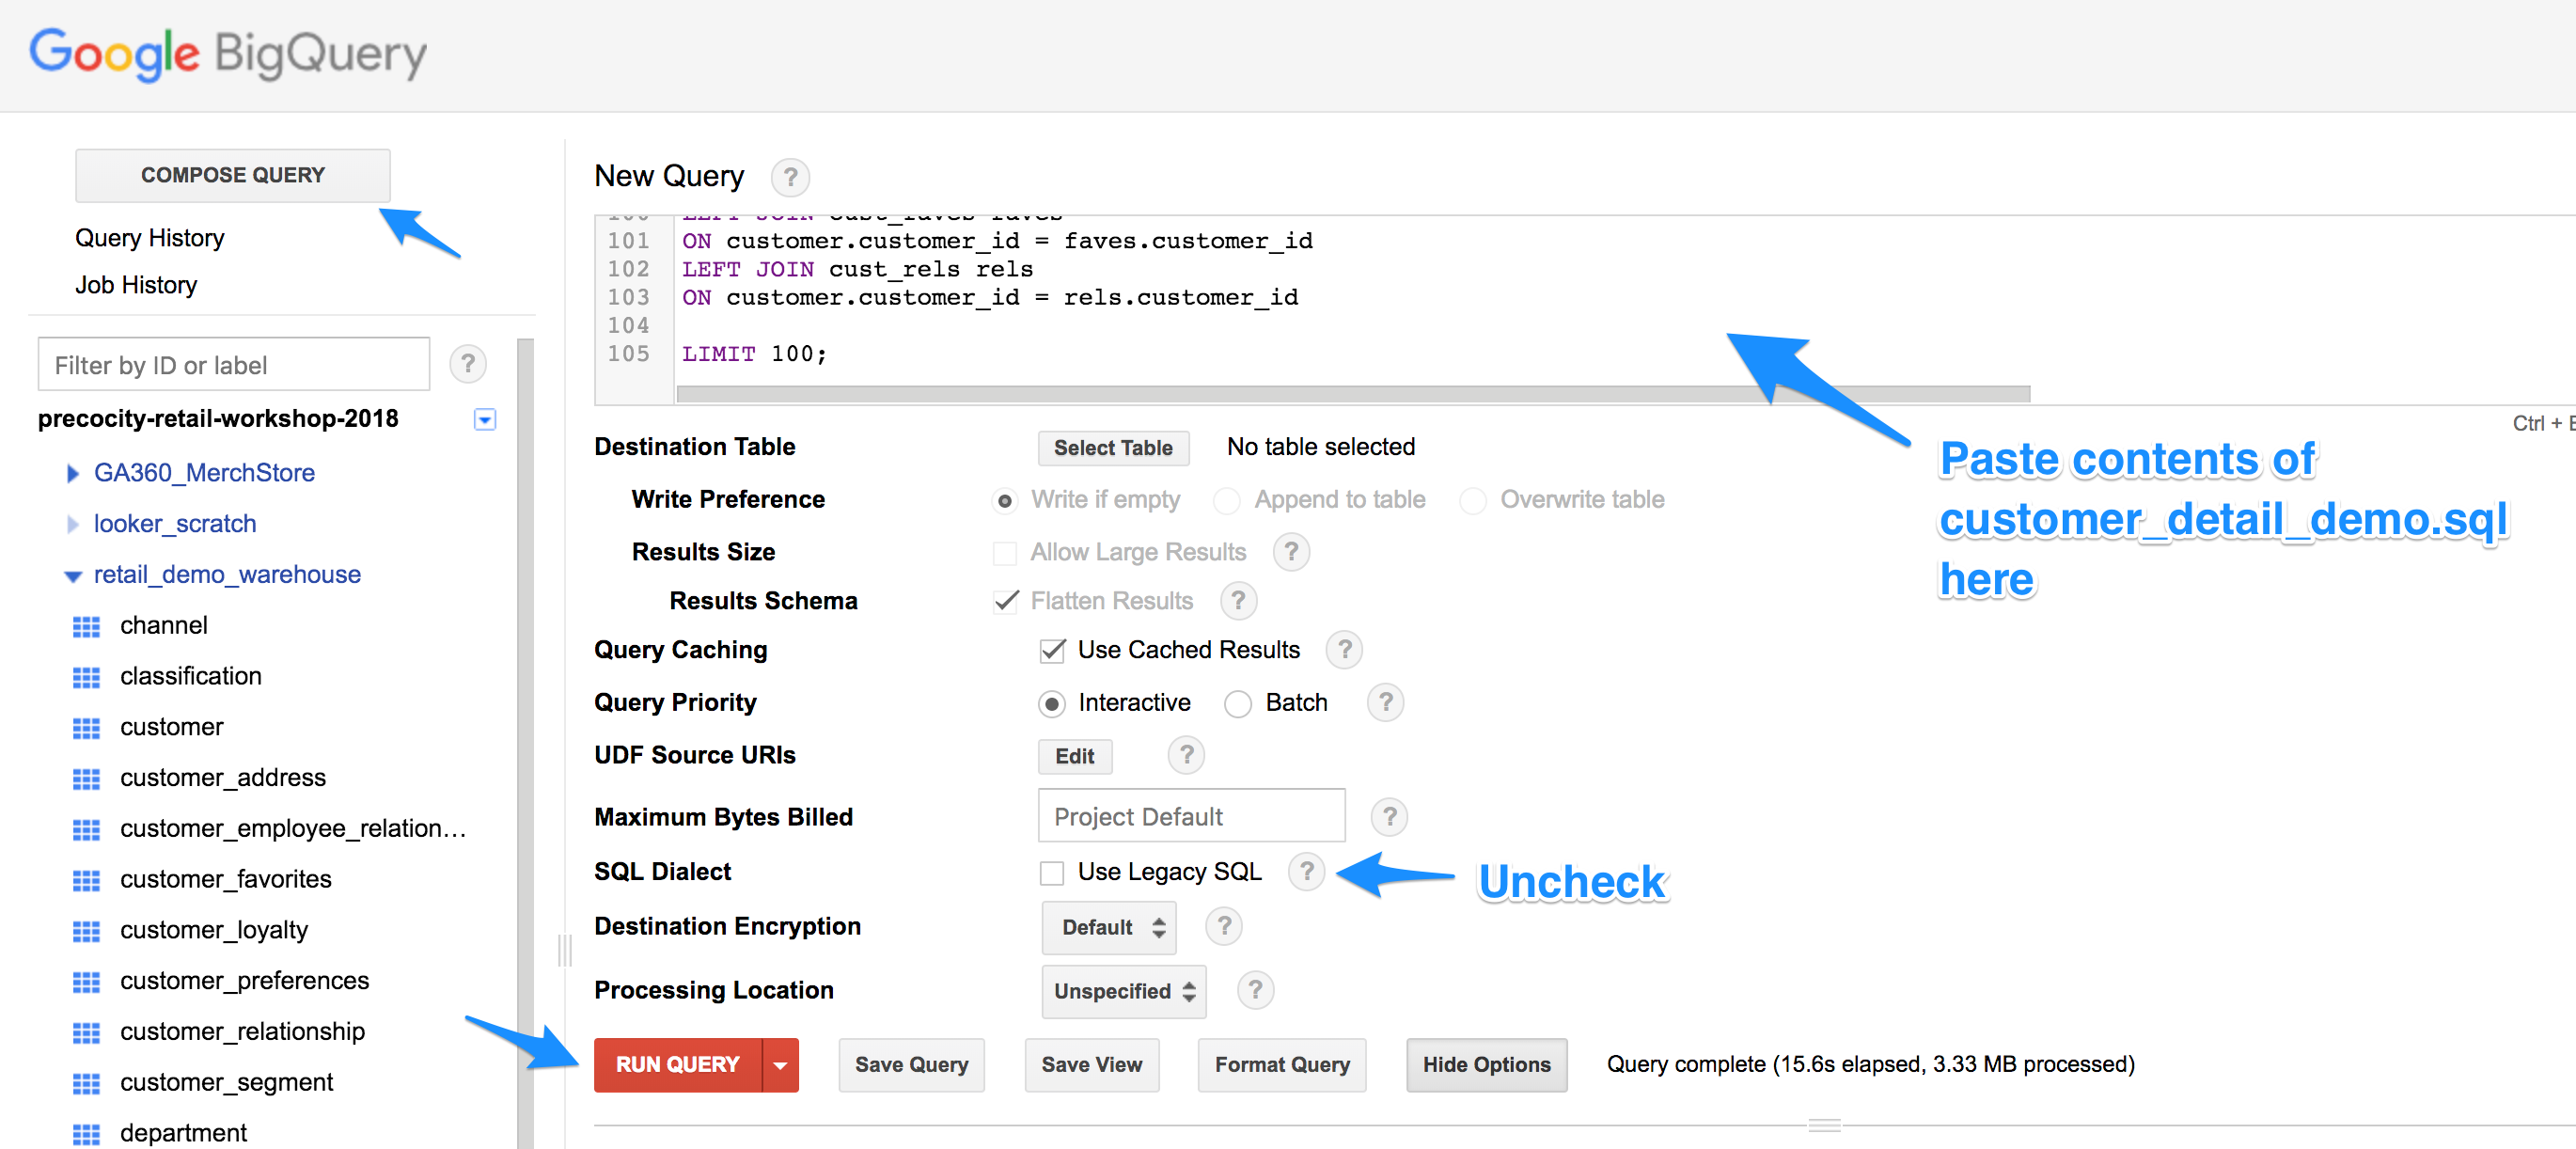 Google BigQuery
COMPOSE QUERY
Query History
Job History
Filter by ID or label
?
precocity-retail-workshop-2018
GA360_MerchStore
looker_scratch
retail_demo_warehouse
channel
classification
customer
customer_address
customer_employee_relation...
customer_favorites
customer_loyalty
customer_preferences
customer_relationship
customer_segment
department
New Query ?
100 LEFT JOIN cust_faves faves
101 ON customer.customer_id = faves.customer_id
102 LEFT JOIN cust_rels rels
103 ON customer.customer_id = rels.customer_id
104
105 LIMIT 100;
Ctrl + E
Paste contents of
customer_detail_demo.sql
here
Destination Table Select Table No table selected
Write Preference Write if empty Append to table Overwrite table
Results Size Allow Large Results ?
Results Schema Flatten Results ?
Query Caching Use Cached Results ?
Query Priority Interactive Batch ?
UDF Source URIs Edit ?
Maximum Bytes Billed Project Default ?
SQL Dialect Use Legacy SQL ? Uncheck
Destination Encryption Default ?
Processing Location Unspecified ?
RUN QUERY Save Query Save View Format Query Hide Options Query complete (15.6s elapsed, 3.33 MB processed)